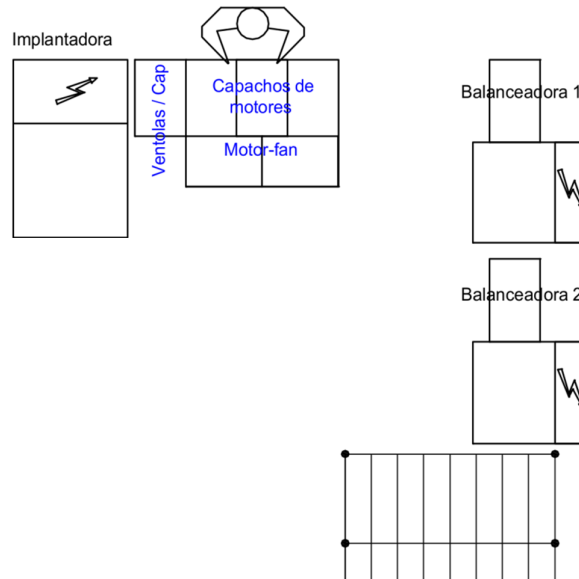 Implantadora
Ventolas / Cap
Capachos de
motores
Motor-fan
Balanceadora 1
Balanceadora 2